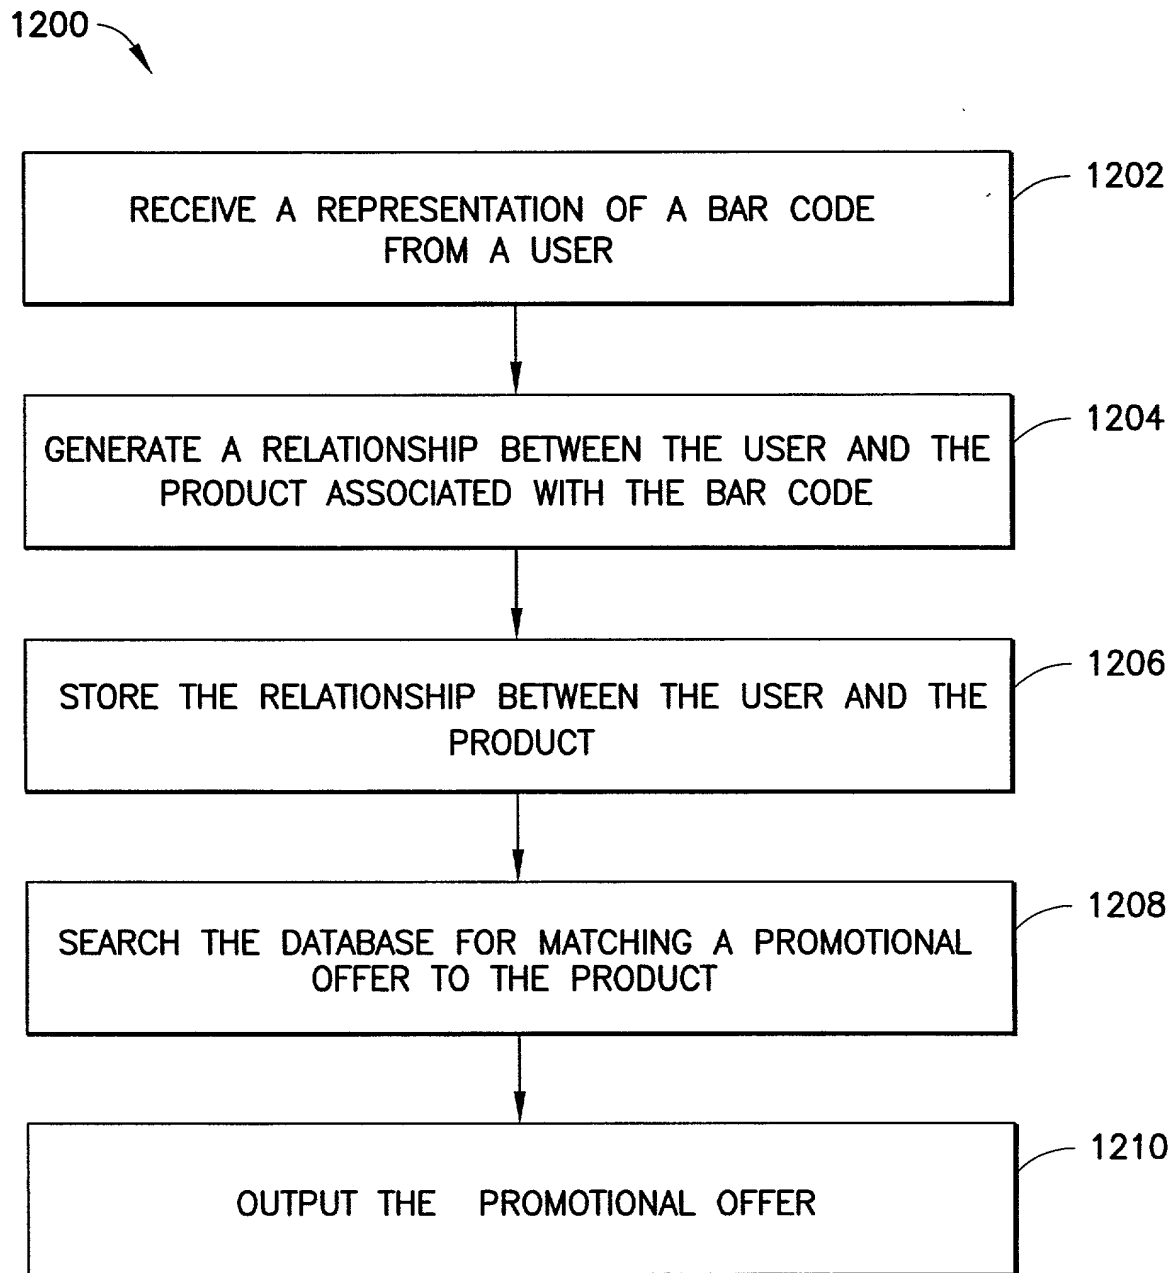 1200
RECEIVE A REPRESENTATION OF A BAR CODE
FROM A USER
1202
GENERATE A RELATIONSHIP BETWEEN THE USER AND THE
PRODUCT ASSOCIATED WITH THE BAR CODE
1204
STORE THE RELATIONSHIP BETWEEN THE USER AND THE
PRODUCT
1206
SEARCH THE DATABASE FOR MATCHING A PROMOTIONAL
OFFER TO THE PRODUCT
1208
OUTPUT THE PROMOTIONAL OFFER
1210